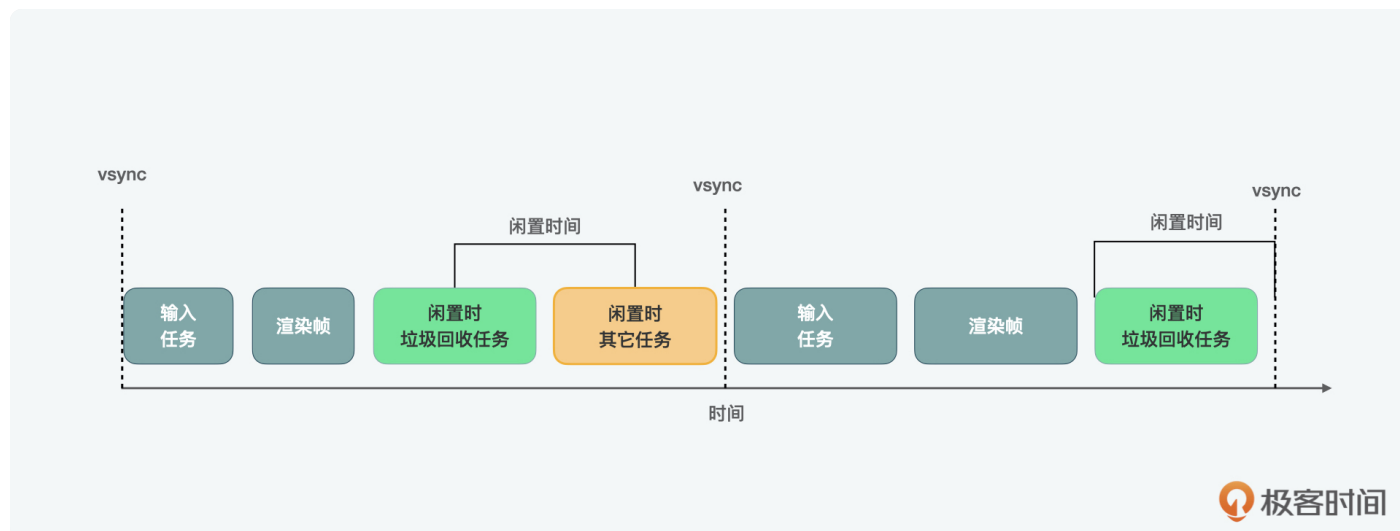 vsync
vsync
vsync
闲置时间
闲置时间
输入
任务
渲染帧
闲置时
垃圾回收任务
闲置时
其它任务
输入
任务
渲染帧
闲置时
垃圾回收任务
时间
极客时间